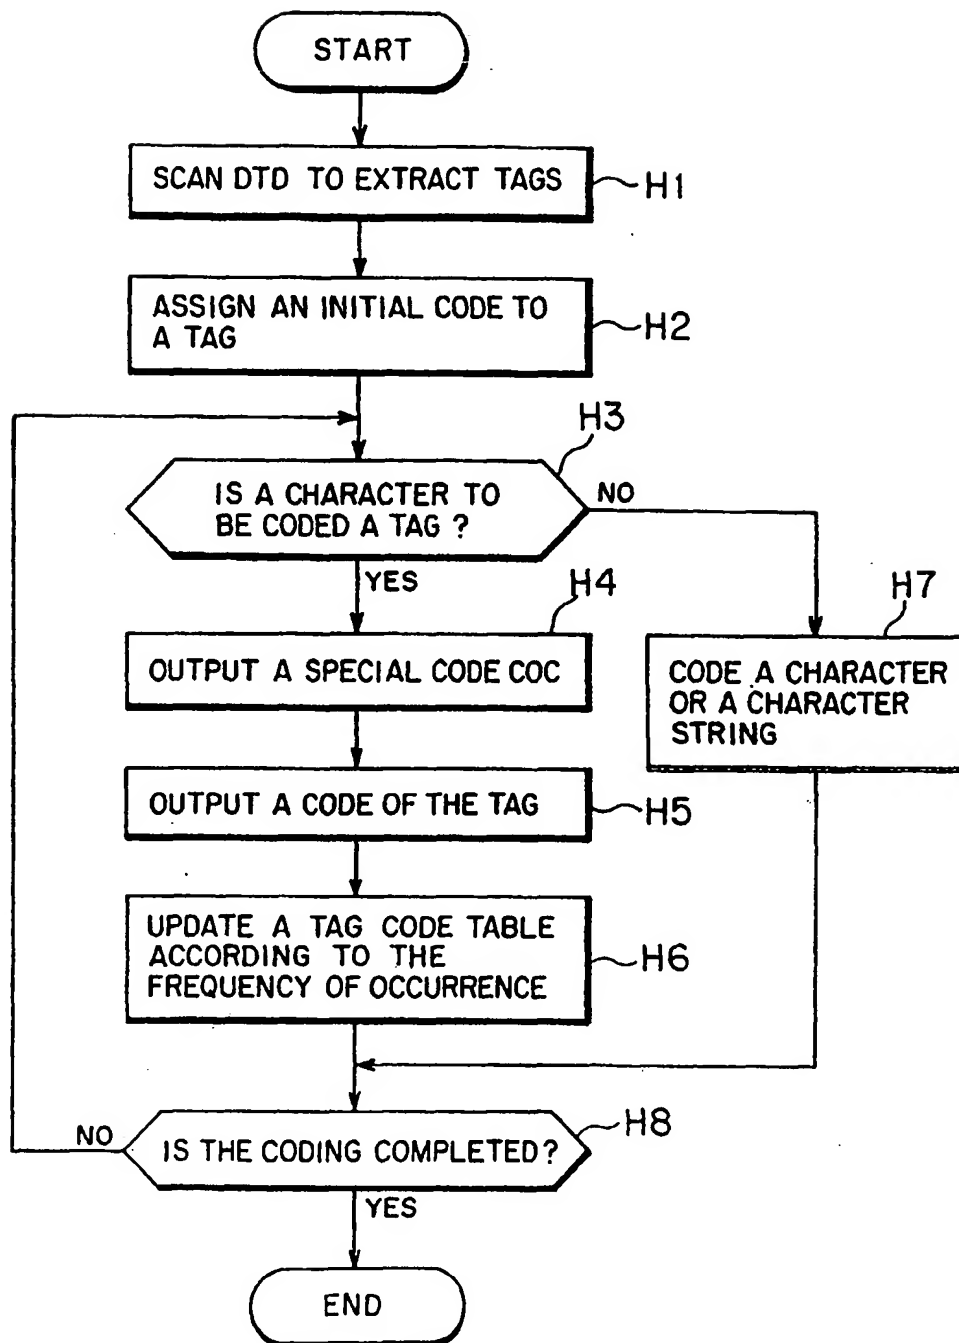 START
SCAN DTD TO EXTRACT TAGS
H1
ASSIGN AN INITIAL CODE TO
A TAG
H2
H3
IS A CHARACTER TO
BE CODED A TAG ?
NO
YES
H4
H7
OUTPUT A SPECIAL CODE COC
CODE A CHARACTER
OR A CHARACTER
STRING
OUTPUT A CODE OF THE TAG
H5
UPDATE A TAG CODE TABLE
ACCORDING TO THE
FREQUENCY OF OCCURRENCE
H6
H8
NO
IS THE CODING COMPLETED ?
YES
END